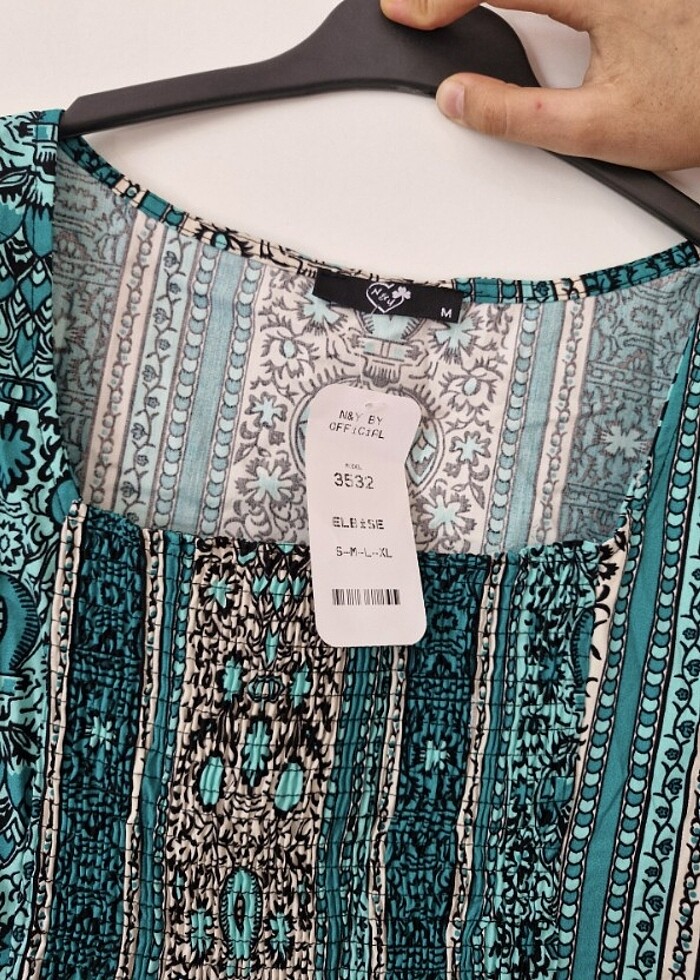 N&Y
M
N&Y BY
OFFICIAL
MODEL
3532
ELBİSE
S-M-L-XL